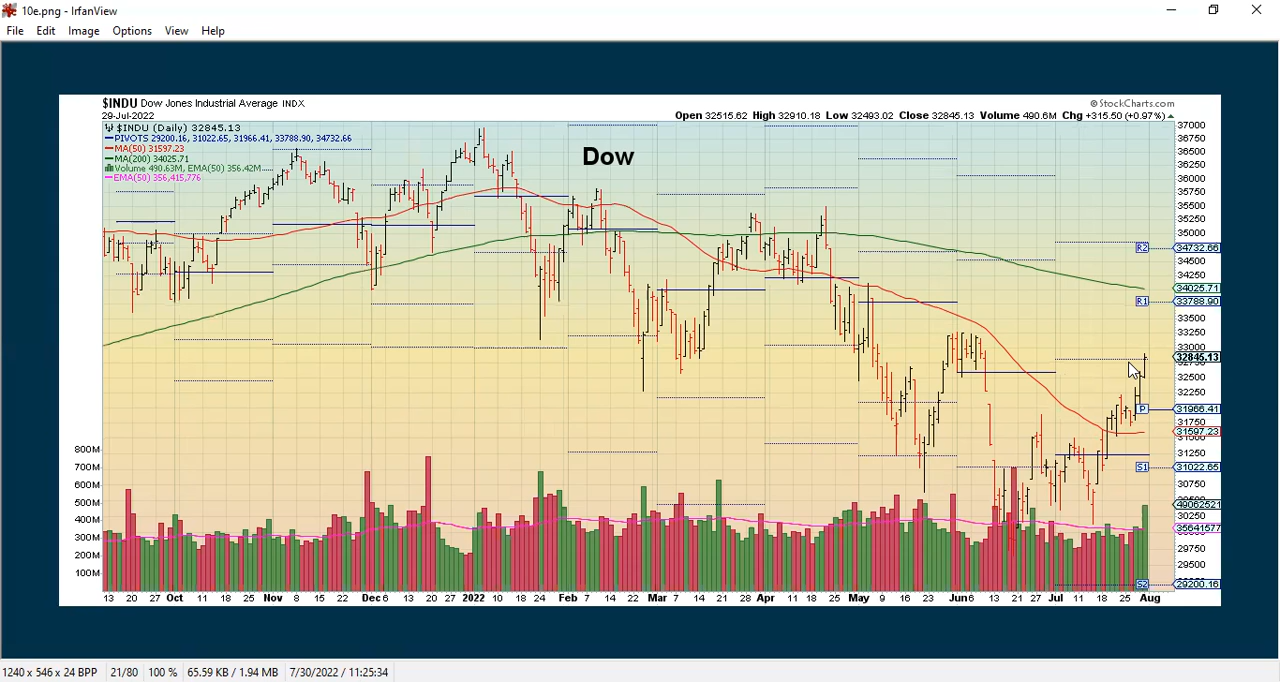 10e.png - IrfanView
File Edit Image Options View Help
$INDU Dow Jones Industrial Average INDX
© StockCharts.com
29-Jul-2022
Open 32515.62 High 32910.18 Low 32493.02 Close 32845.13 Volume 490.6M Chg +315.50 (+0.97%)
$INDU (Daily) 32845.13
PIVOTS 29200.16, 31022.65, 31966.41, 33788.90, 34732.66
MA(50) 31597.23
MA(200) 34025.71
Volume 490.63M, EMA(50) 356.42M
EMA(50) 356,415,776
Dow
37000
36750
36500
36250
36000
35750
35500
35250
35000
R2 34732.66
34500
34250
34025.71
R1 33788.90
33500
33250
33000
32845.13
32500
32250
P 31966.41
31750
31597.23
31250
S1 31022.65
30750
30250
29750
29500
S2 29200.16
800M
700M
600M
500M
400M
300M
200M
100M
13 20 27 Oct 11 18 25 Nov 8 15 22 Dec 6 13 20 27 2022 10 18 24 Feb 7 14 22 Mar 7 14 21 28 Apr 11 18 25 May 9 16 23 Jun 6 13 21 27 Jul 11 18 25 Aug
1240 x 546 x 24 BPP 21/80 100 % 65.59 KB / 1.94 MB 7/30/2022 / 11:25:34